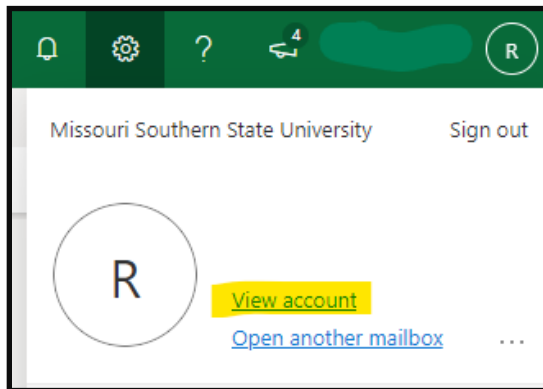 ? 4 R
Missouri Southern State University Sign out
R
View account
Open another mailbox ...